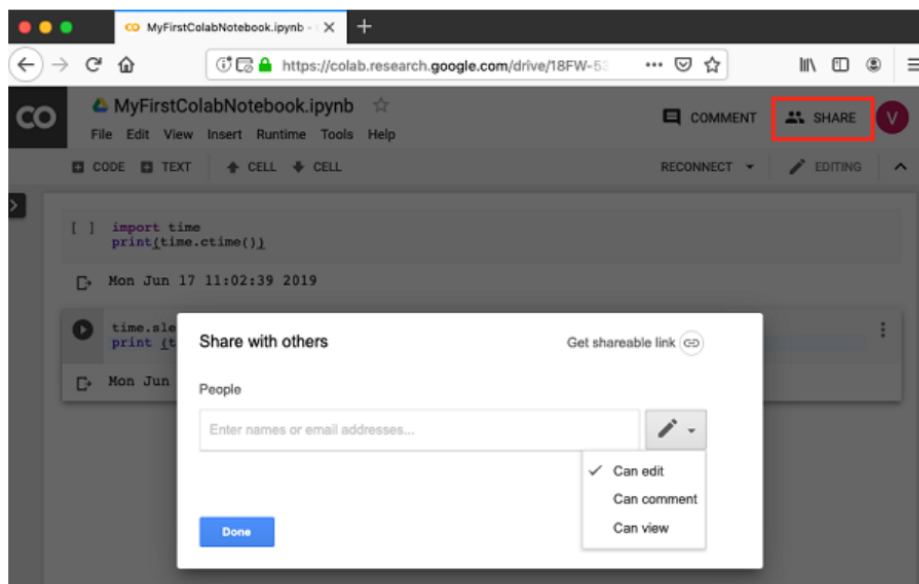 MyFirstColabNotebook.ipynb -
https://colab.research.google.com/drive/18FW-53
CO MyFirstColabNotebook.ipynb
COMMENT SHARE V
File Edit View Insert Runtime Tools Help
CODE TEXT CELL CELL RECONNECT EDITING
[ ] import time
print(time.ctime())
Mon Jun 17 11:02:39 2019
time.sle
print (t
Mon Jun
Share with others Get shareable link
People
Enter names or email addresses...
Can edit
Can comment
Can view
Done